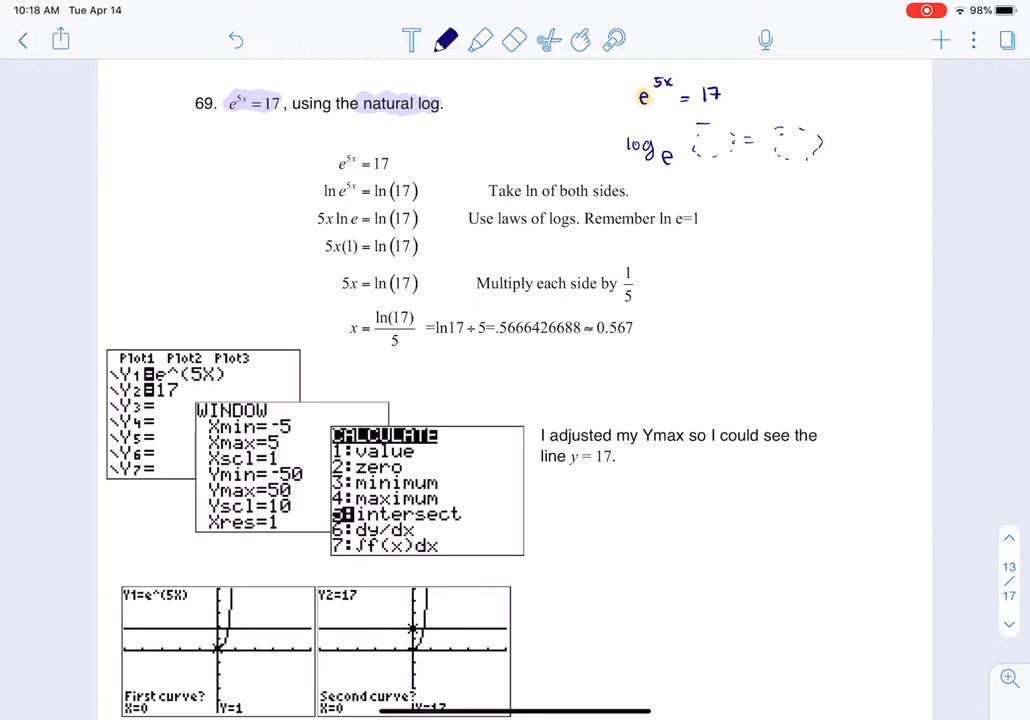 10:18 AM Tue Apr 14
98%
69. e^5x = 17, using the natural log.
e^5x = 17
log e =
e^5x = 17
ln e^5x = ln(17) Take ln of both sides.
5x ln e = ln(17) Use laws of logs. Remember ln e=1
5x(1) = ln(17)
5x = ln(17) Multiply each side by 1/5
x = ln(17)/5 =ln17÷5=.5666426688≈0.567
Plot1 Plot2 Plot3
\Y1=e^(5X)
\Y2=17
\Y3=
\Y4=
\Y5=
\Y6=
\Y7=
WINDOW
Xmin=-5
Xmax=5
Xscl=1
Ymin=-50
Ymax=50
Yscl=10
Xres=1
CALCULATE
1:value
2:zero
3:minimum
4:maximum
5:intersect
6:dy/dx
7:∫f(x)dx
I adjusted my Ymax so I could see the
line y = 17.
13
/
17
Y1=e^(5X)
First curve?
X=0 Y=1
Y2=17
Second curve?
X=0 Y=17